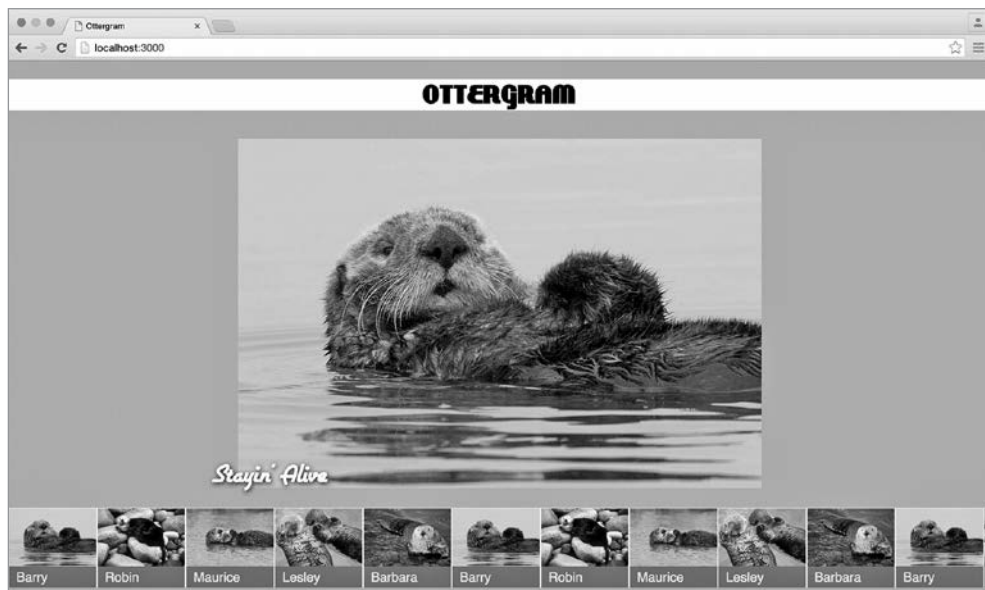 Ottergram
localhost:3000
OTTERGRAM
Stayin' Alive
Barry
Robin
Maurice
Lesley
Barbara
Barry
Robin
Maurice
Lesley
Barbara
Barry